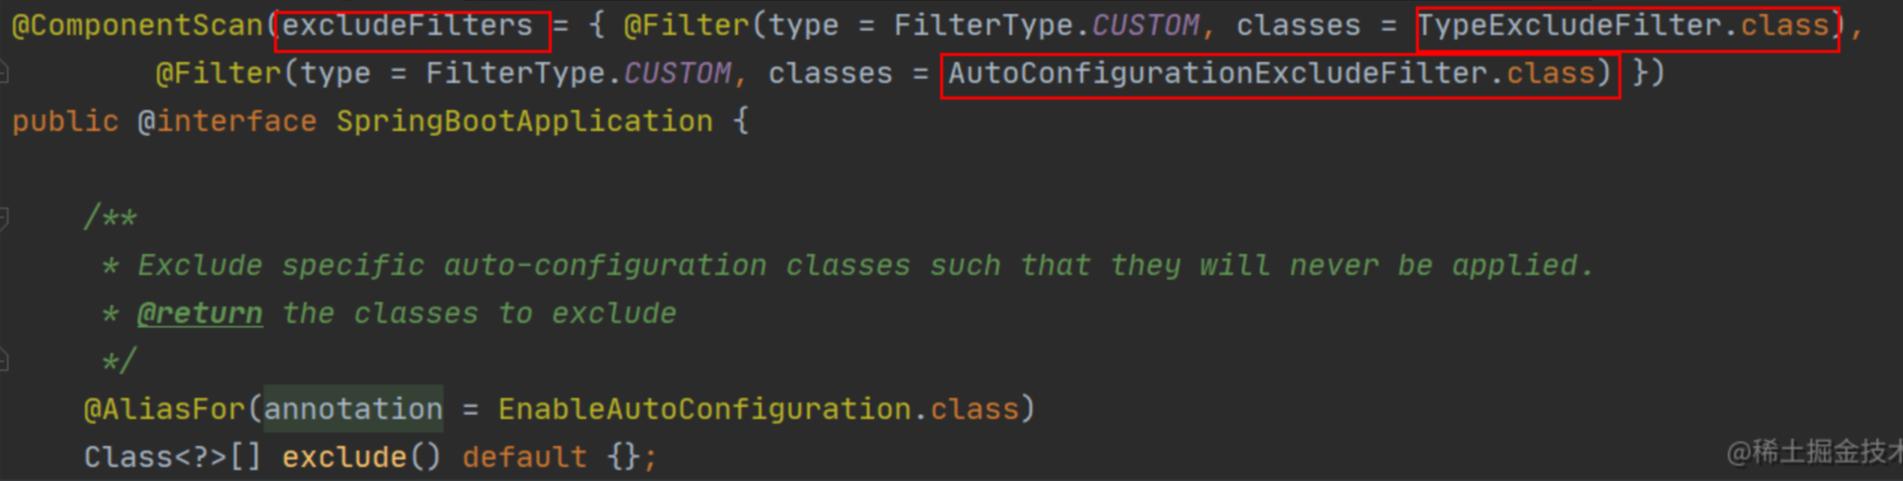 @ComponentScan(excludeFilters = { @Filter(type = FilterType.CUSTOM, classes = TypeExcludeFilter.class),
@Filter(type = FilterType.CUSTOM, classes = AutoConfigurationExcludeFilter.class) })
public @interface SpringBootApplication {
/**
* Exclude specific auto-configuration classes such that they will never be applied.
* @return the classes to exclude
*/
@AliasFor(annotation = EnableAutoConfiguration.class)
Class<?>[] exclude() default {};
@稀土掘金技术